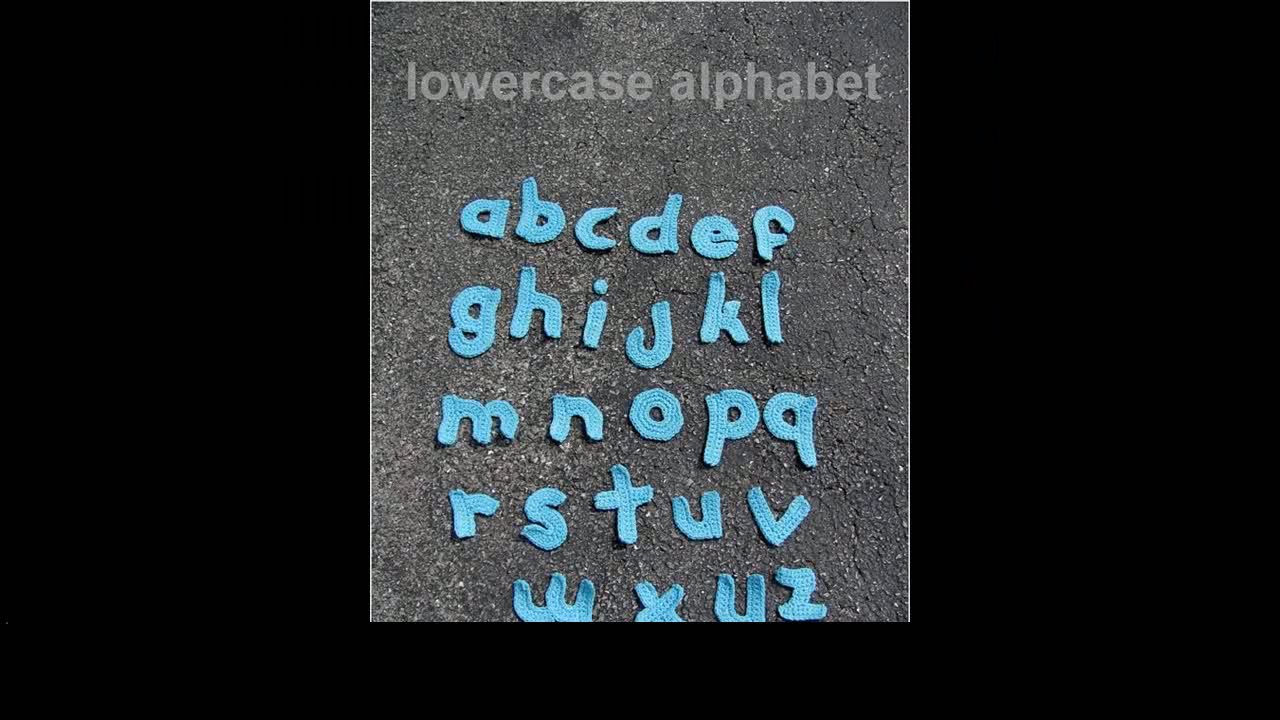 lowercase alphabet
abcdef
ghijkl
mnopq
rstuv
wxyz